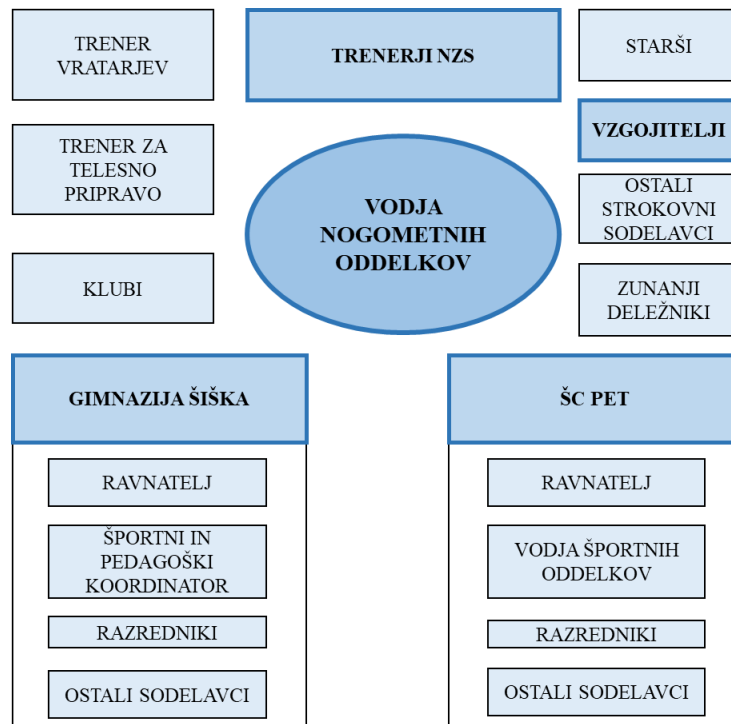 TRENER
VRATARJEV
TRENERJI NZS
STARŠI
TRENER ZA
TELESNO
PRIPRAVO
VZGOJITELJI
VODJA
NOGOMETNIH
ODDELKOV
OSTALI
STROKOVNI
SODELAVCI
KLUBI
ZUNANJI
DELEŽNIKI
GIMNAZIJA ŠIŠKA
RAVNATELJ
ŠPORTNI IN
PEDAGOŠKI
KOORDINATOR
RAZREDNIKI
OSTALI SODELAVCI
ŠC PET
RAVNATELJ
VODJA ŠPORTNIH
ODDELKOV
RAZREDNIKI
OSTALI SODELAVCI